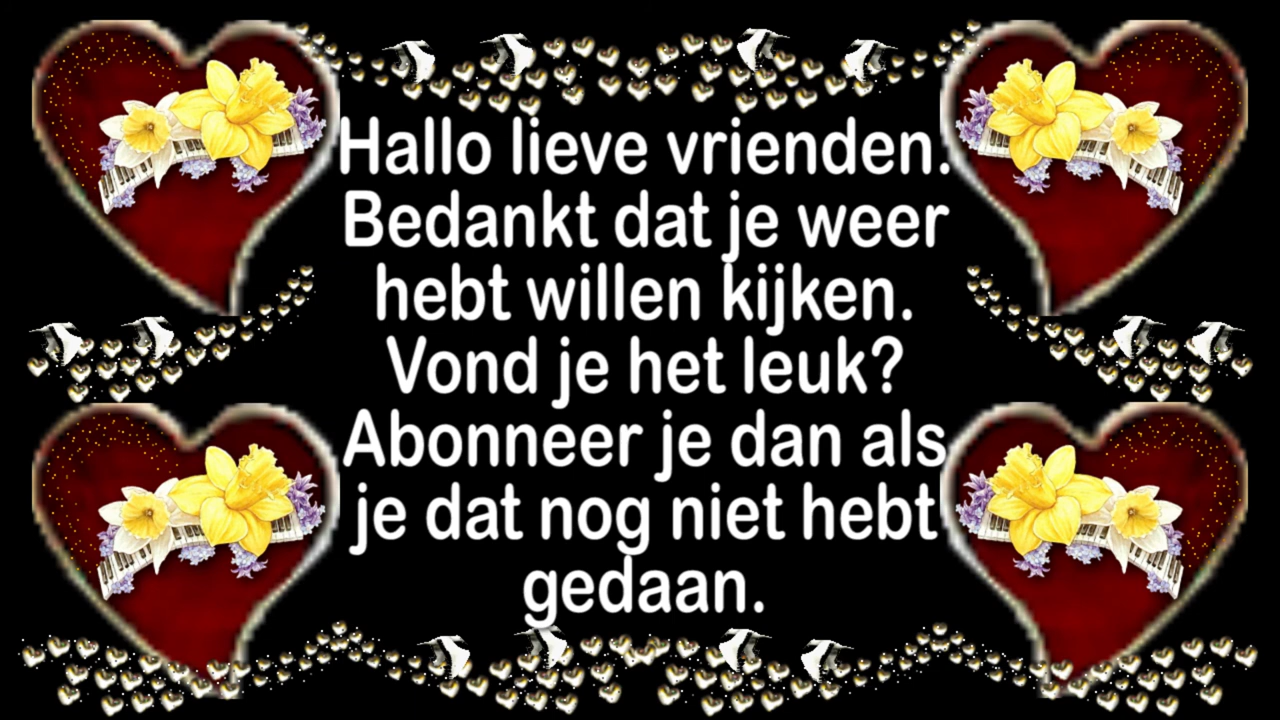 Hallo lieve vrienden.
Bedankt dat je weer
hebt willen kijken.
Vond je het leuk?
Abonneer je dan als
je dat nog niet hebt
gedaan.